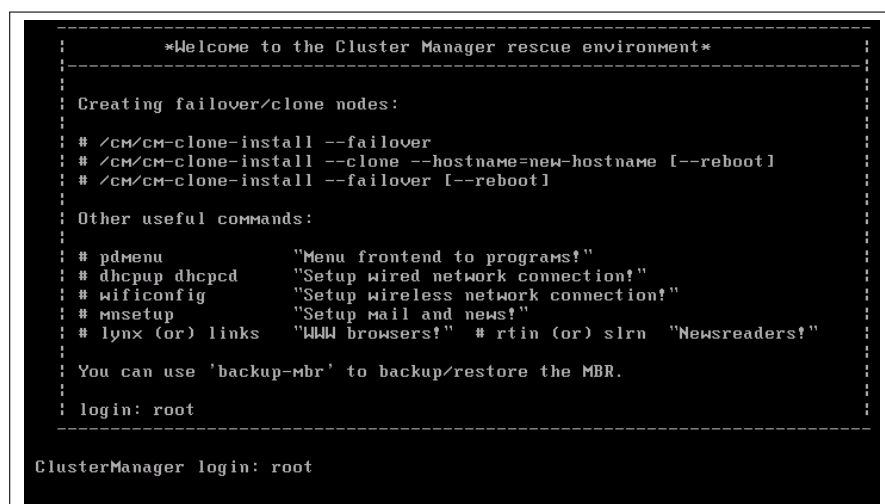 *Welcome to the Cluster Manager rescue environment*
Creating failover/clone nodes:
# /cm/cm-clone-install --failover
# /cm/cm-clone-install --clone --hostname=new-hostname [--reboot]
# /cm/cm-clone-install --failover [--reboot]
Other useful commands:
# pdmenu "Menu frontend to programs!"
# dhcpup dhcpcd "Setup wired network connection!"
# wificonfig "Setup wireless network connection!"
# mnsetup "Setup mail and news!"
# lynx (or) links "WWW browsers!" # rtin (or) slrn "Newsreaders!"
You can use 'backup-mbr' to backup/restore the MBR.
login: root
ClusterManager login: root